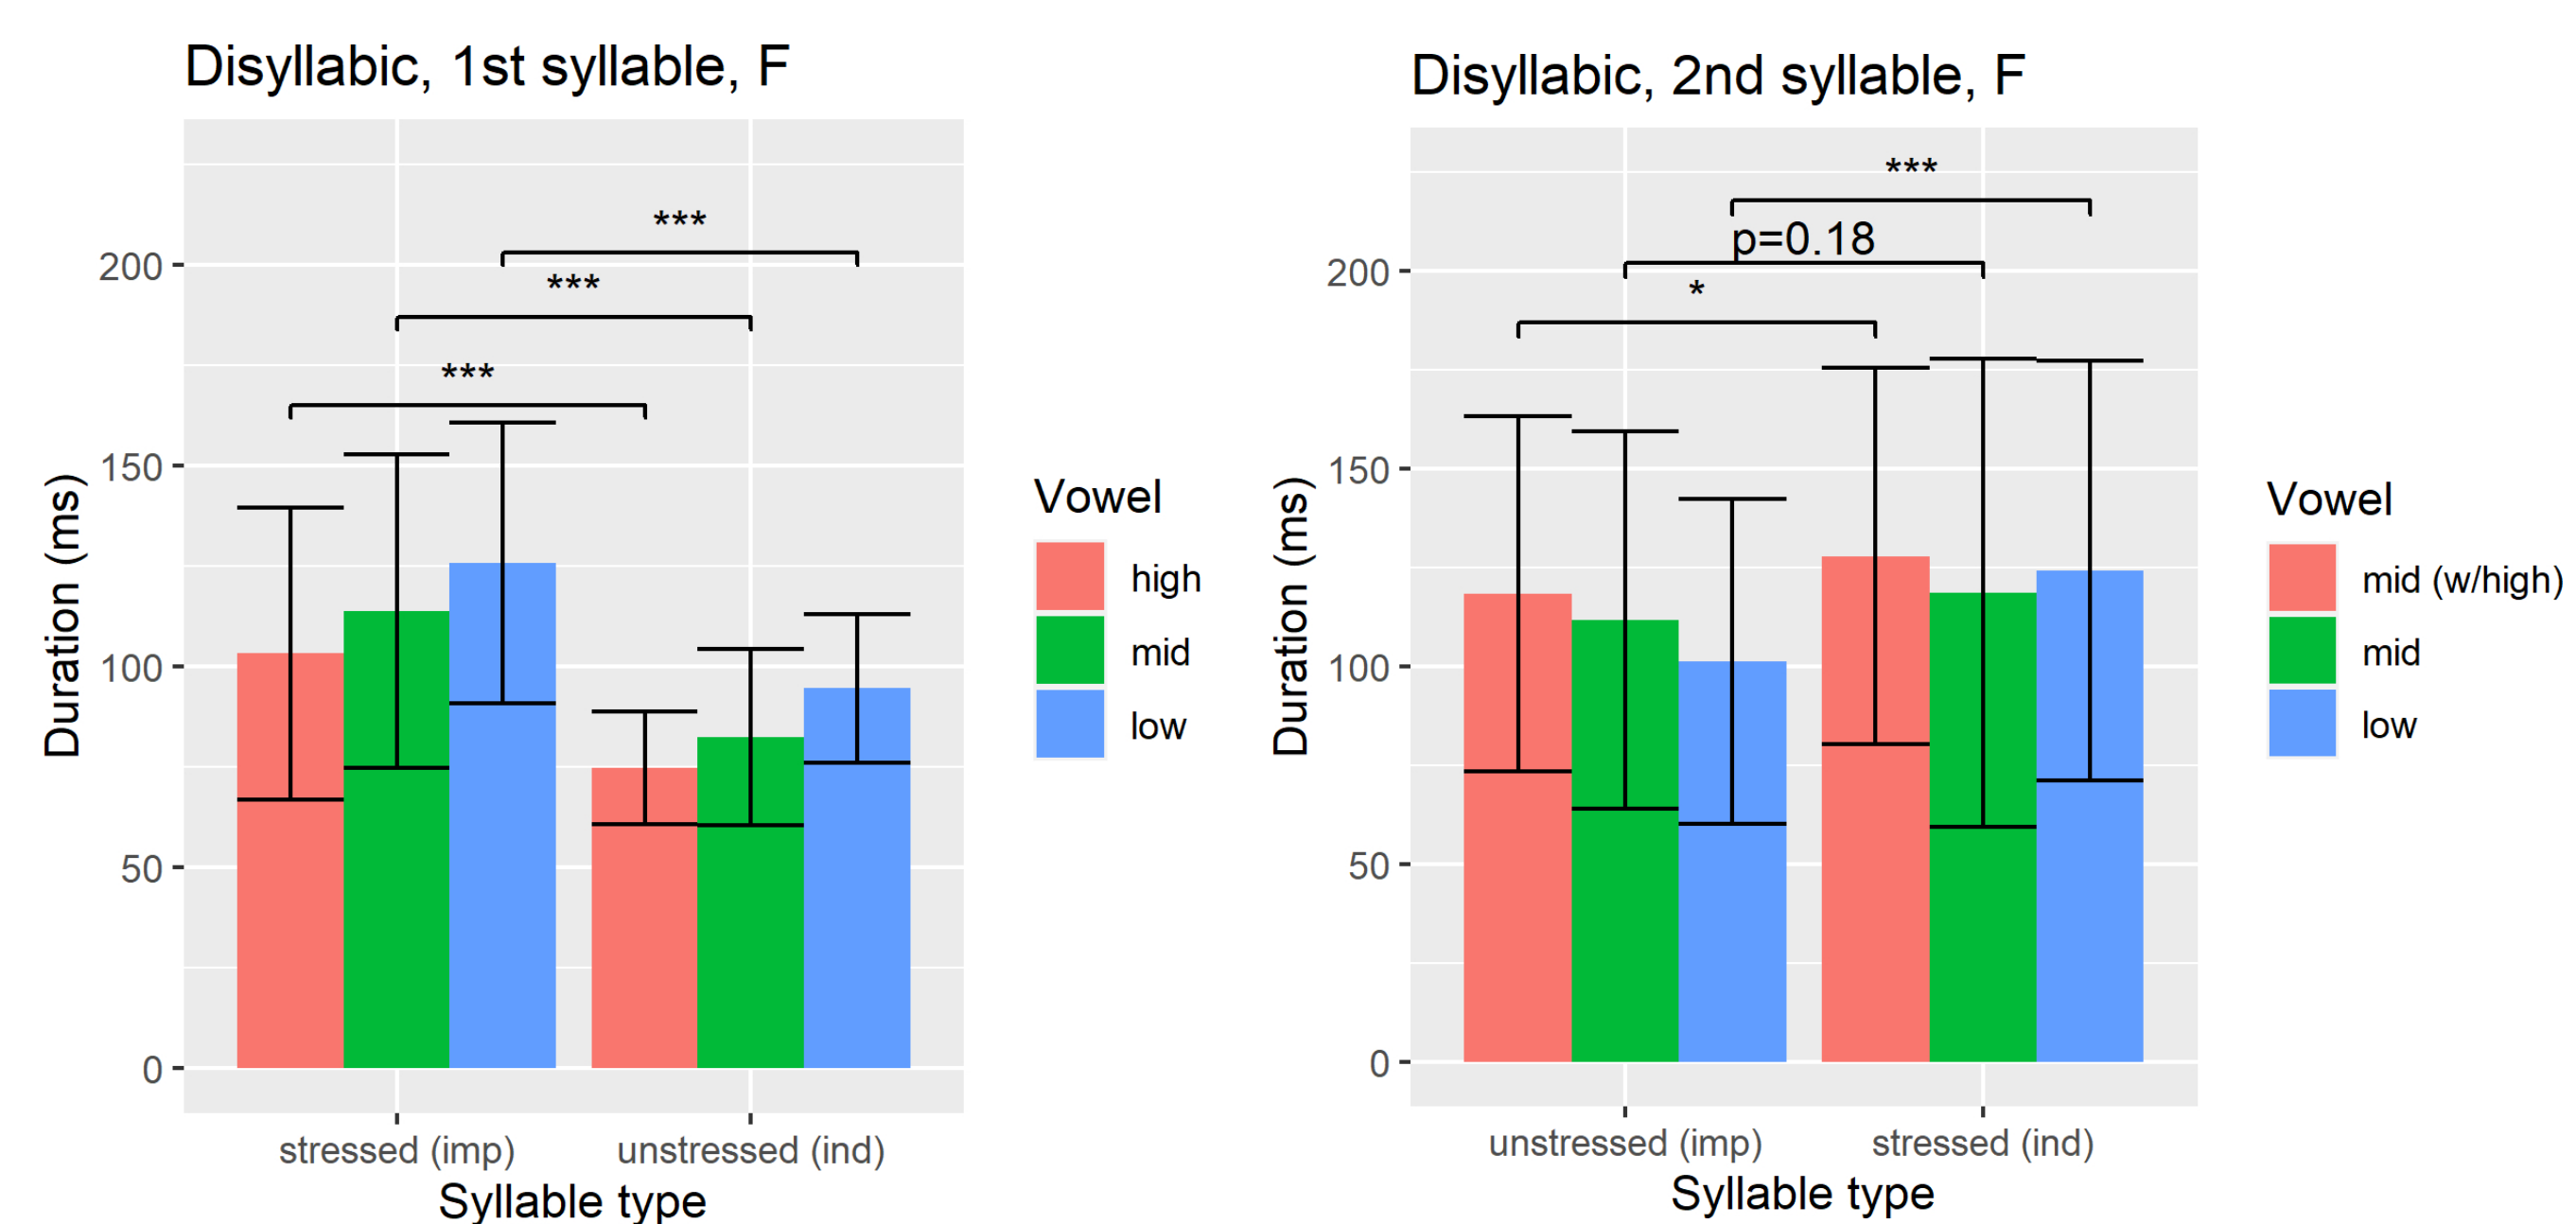 Disyllabic, 1st syllable, F
Duration (ms)
200
150
100
50
0
***
***
***
stressed (imp)
unstressed (ind)
Syllable type
Vowel
high
mid
low
Disyllabic, 2nd syllable, F
Duration (ms)
200
150
100
50
0
***
p=0.18
*
unstressed (imp)
stressed (ind)
Syllable type
Vowel
mid (w/high)
mid
low